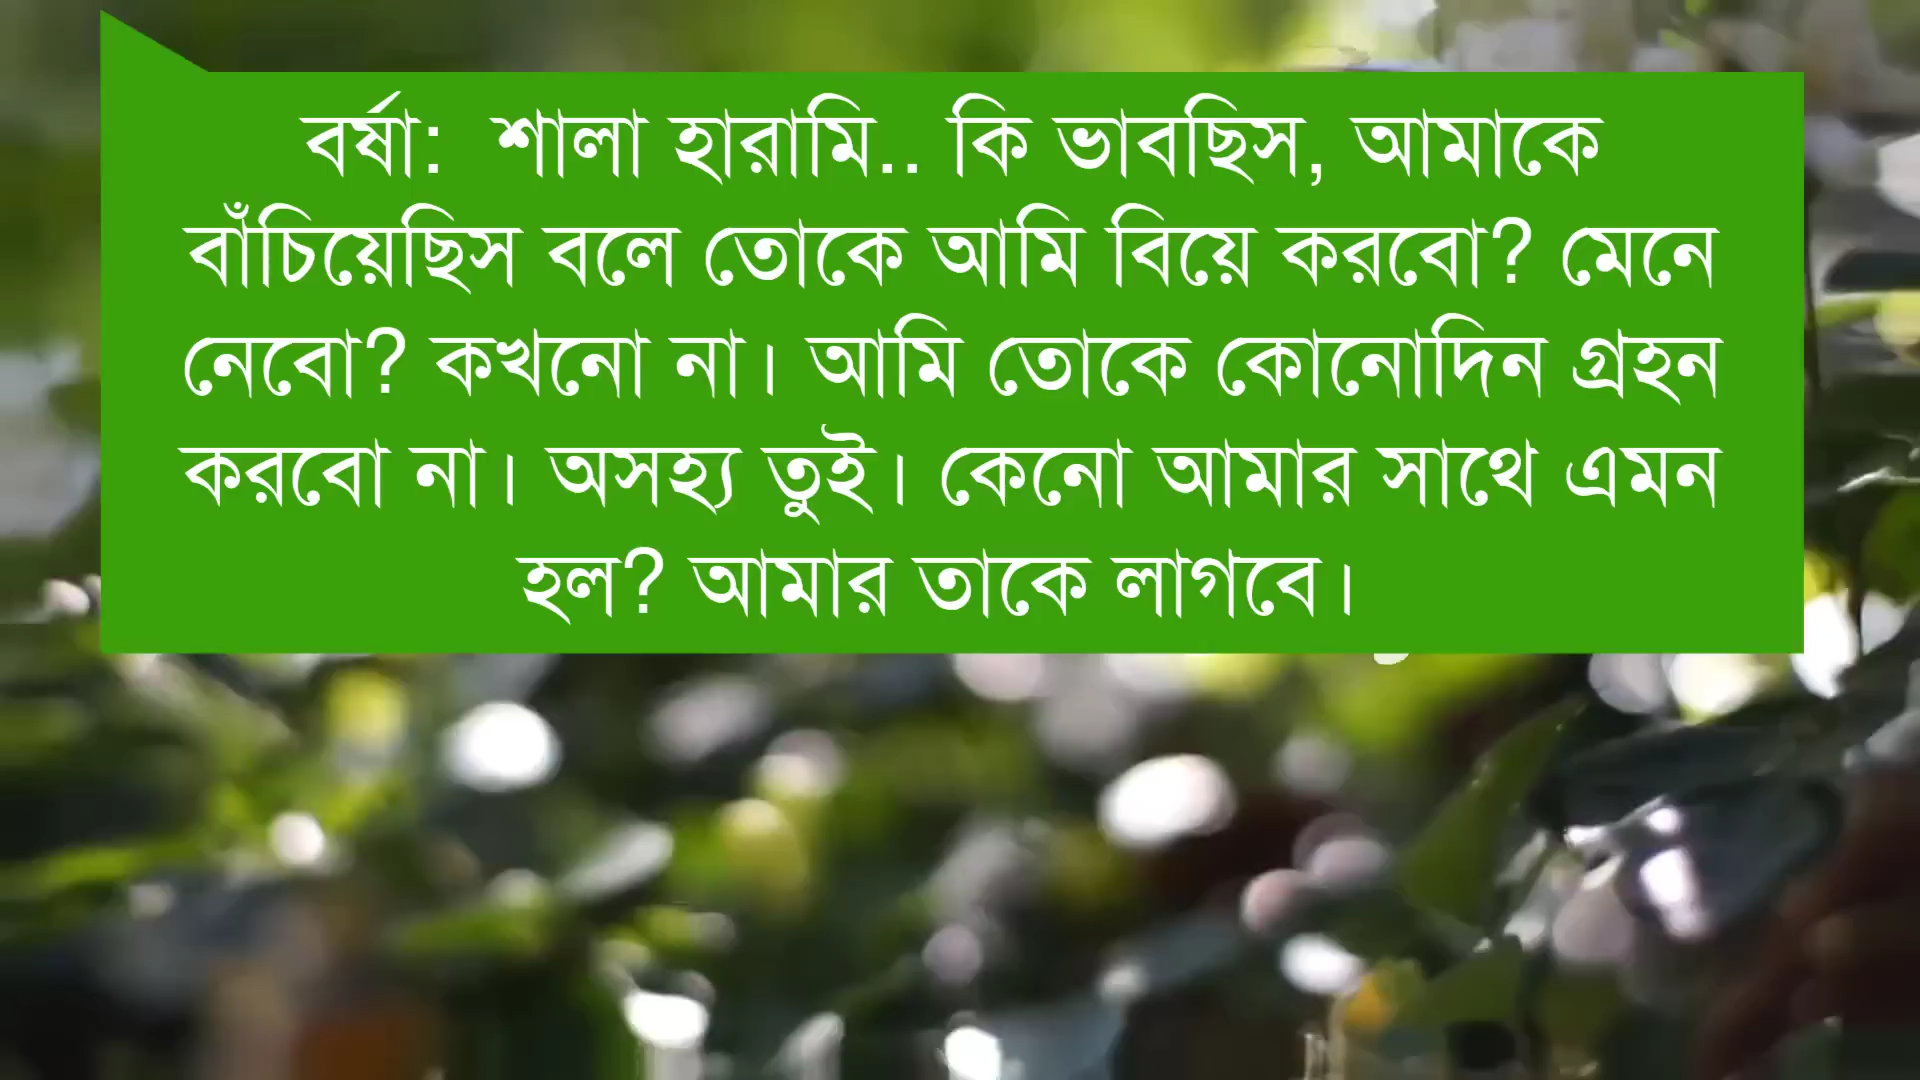 বর্ষা:  শালা হারামি.. কি ভাবছিস, আমাকে
বাঁচিয়েছিস বলে তোকে আমি বিয়ে করবো? মেনে
নেবো? কখনো না। আমি তোকে কোনোদিন গ্রহন
করবো না। অসহ্য তুই। কেনো আমার সাথে এমন
হল? আমার তাকে লাগবে।